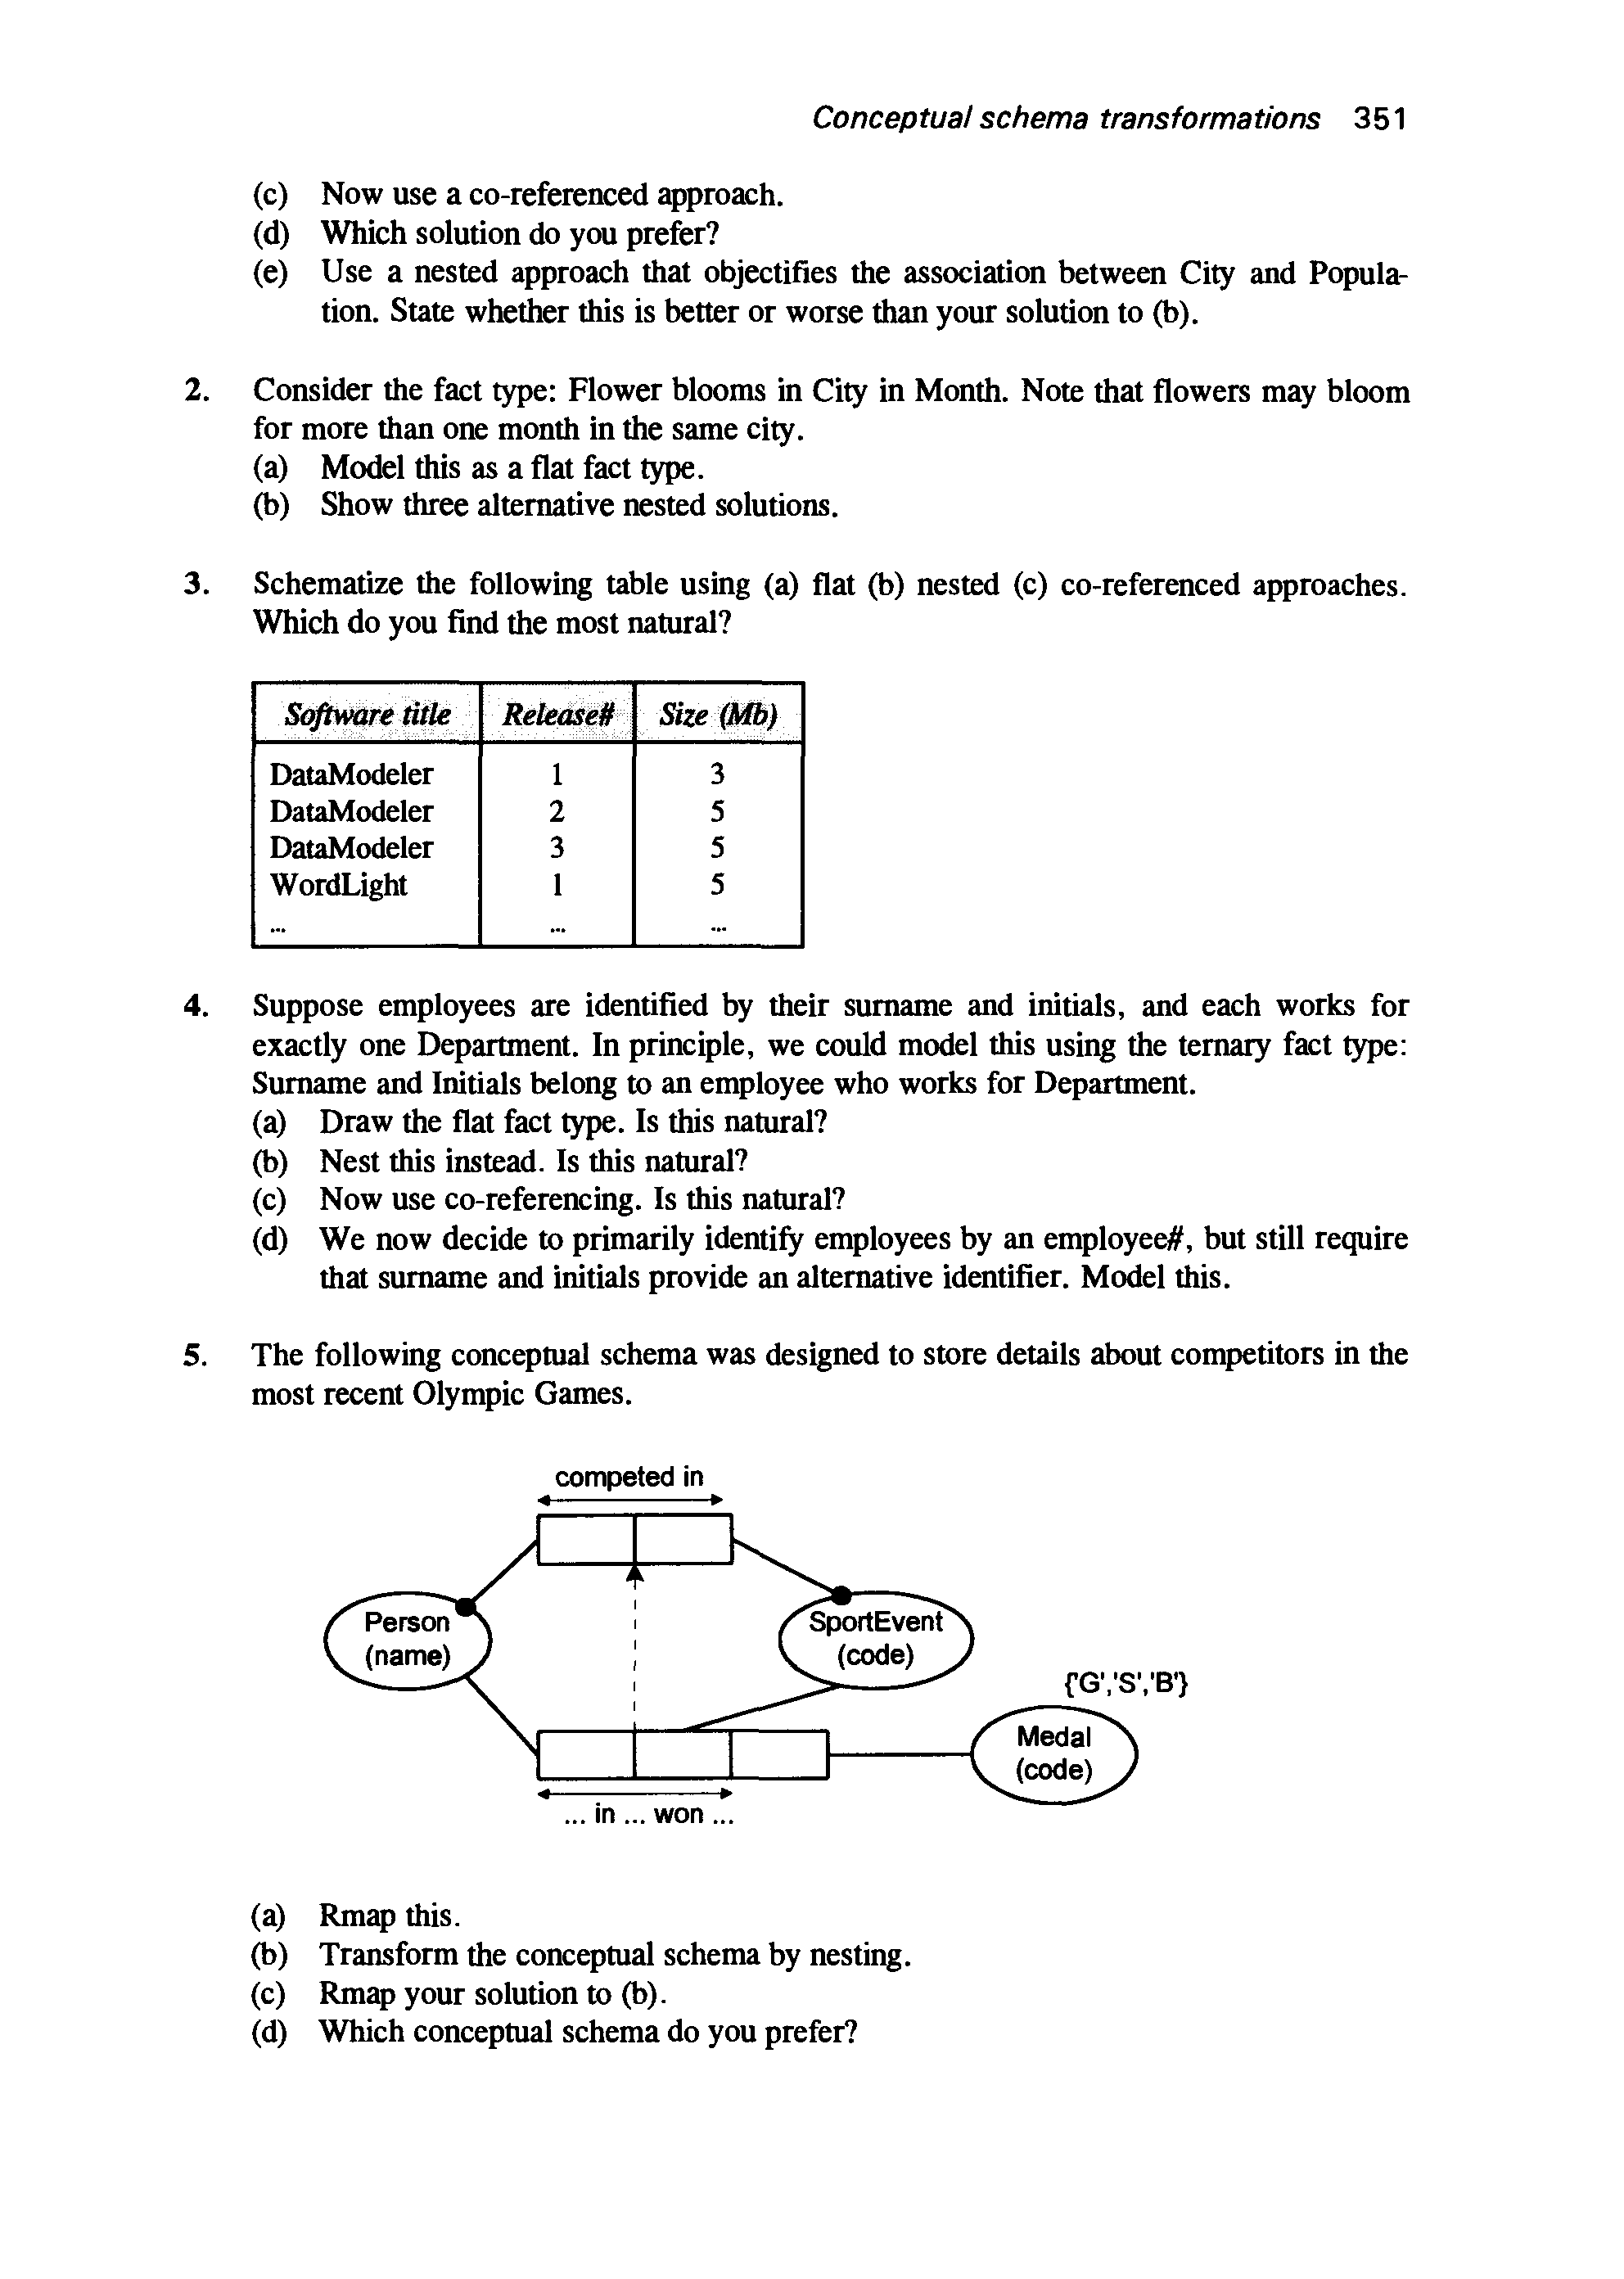 Conceptual schema transformations 351
(c) Now use a co-referenced approach.
(d) Which solution do you prefer?
(e) Use a nested approach that objectifies the association between City and Popula-
tion. State whether this is better or worse than your solution to (b).
2. Consider the fact type: Flower blooms in City in Month. Note that flowers may bloom
for more than one month in the same city.
(a) Model this as a flat fact type.
(b) Show three alternative nested solutions.
3. Schematize the following table using (a) flat (b) nested (c) co-referenced approaches.
Which do you find the most natural?
Software title Release# Size (Mb)
DataModeler 1 3
DataModeler 2 5
DataModeler 3 5
WordLight 1 5
... ... ...
4. Suppose employees are identified by their surname and initials, and each works for
exactly one Department. In principle, we could model this using the ternary fact type:
Surname and Initials belong to an employee who works for Department.
(a) Draw the flat fact type. Is this natural?
(b) Nest this instead. Is this natural?
(c) Now use co-referencing. Is this natural?
(d) We now decide to primarily identify employees by an employee#, but still require
that surname and initials provide an alternative identifier. Model this.
5. The following conceptual schema was designed to store details about competitors in the
most recent Olympic Games.
competed in
Person
(name)
SportEvent
(code)
{'G','S','B'}
Medal
(code)
... in ... won ...
(a) Rmap this.
(b) Transform the conceptual schema by nesting.
(c) Rmap your solution to (b).
(d) Which conceptual schema do you prefer?